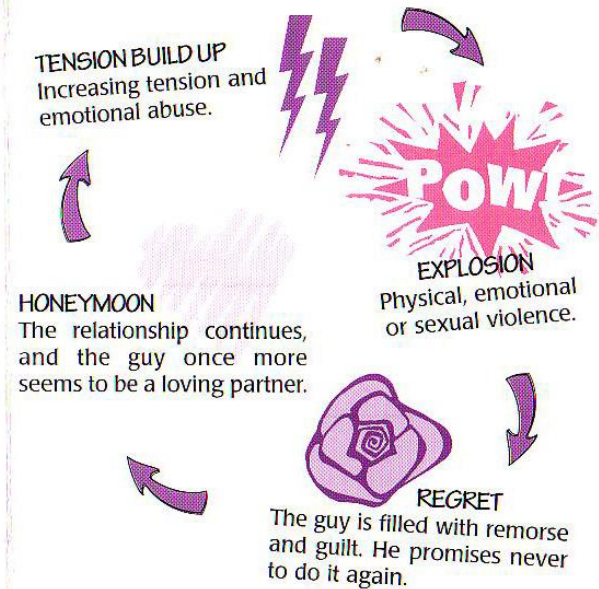 TENSION BUILD UP
Increasing tension and
emotional abuse.
POW!
EXPLOSION
Physical, emotional
or sexual violence.
REGRET
The guy is filled with remorse
and guilt. He promises never
to do it again.
HONEYMOON
The relationship continues,
and the guy once more
seems to be a loving partner.